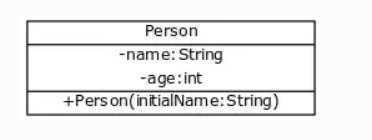 Person
-name:String
-age:int
+Person(initialName:String)